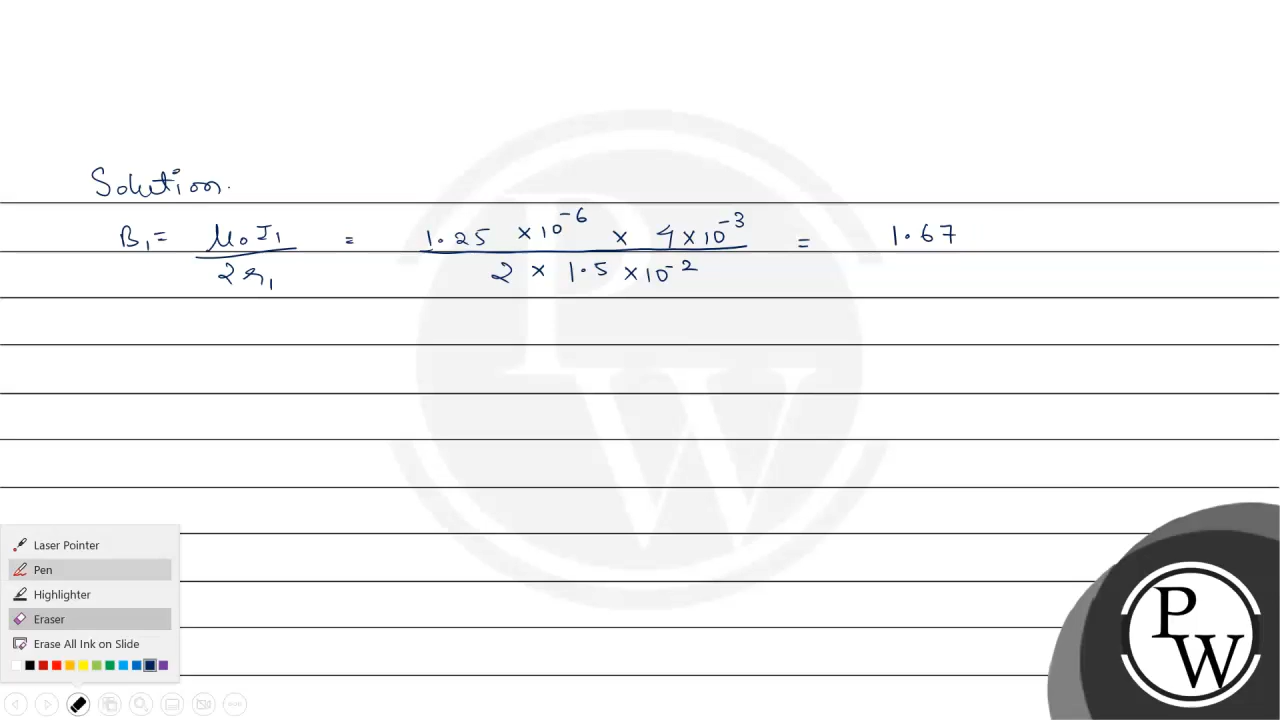 Solution.
B₁ = μ₀I₁ / 2r₁ = 1.25 × 10⁻⁶ × 4 × 10⁻³ / 2 × 1.5 × 10⁻² = 1.67
Laser Pointer
Pen
Highlighter
Eraser
Erase All Ink on Slide
P
W
P
W